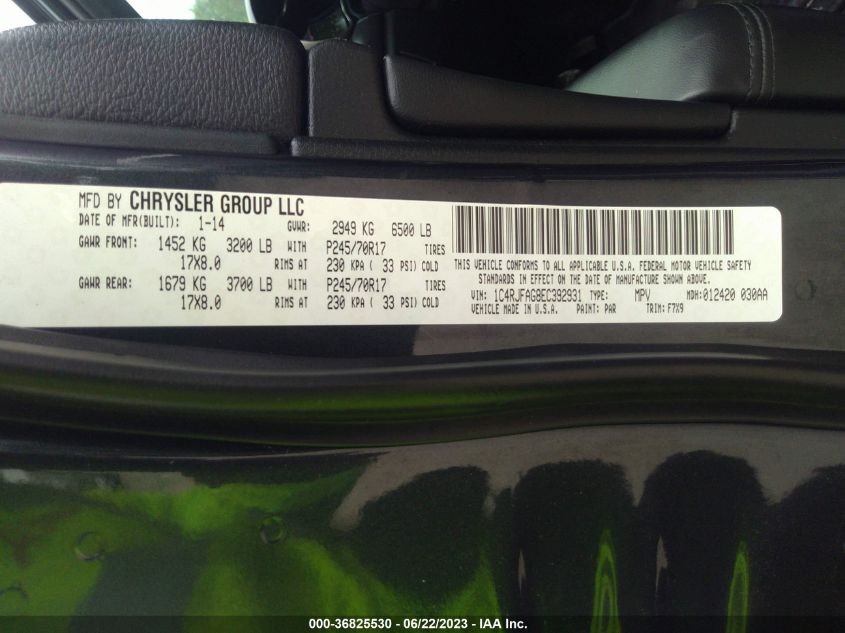 MFD BY CHRYSLER GROUP LLC
DATE OF MFR(BUILT): 1-14 GVWR: 2949 KG 6500 LB
GAWR FRONT: 1452 KG 3200 LB WITH P245/70R17 TIRES
17X8.0 RIMS AT 230 KPA ( 33 PSI) COLD
GAWR REAR: 1679 KG 3700 LB WITH P245/70R17 TIRES
17X8.0 RIMS AT 230 KPA ( 33 PSI) COLD
THIS VEHICLE CONFORMS TO ALL APPLICABLE U.S.A. FEDERAL MOTOR VEHICLE SAFETY
STANDARDS IN EFFECT ON THE DATE OF MANUFACTURE SHOWN ABOVE.
VIN: 1C4RJFAG8EC392931 TYPE: MPV MDH:012420 030AA
VEHICLE MADE IN U.S.A. PAINT: PAR TRIM: F7X9
000-36825530 - 06/22/2023 - IAA Inc.